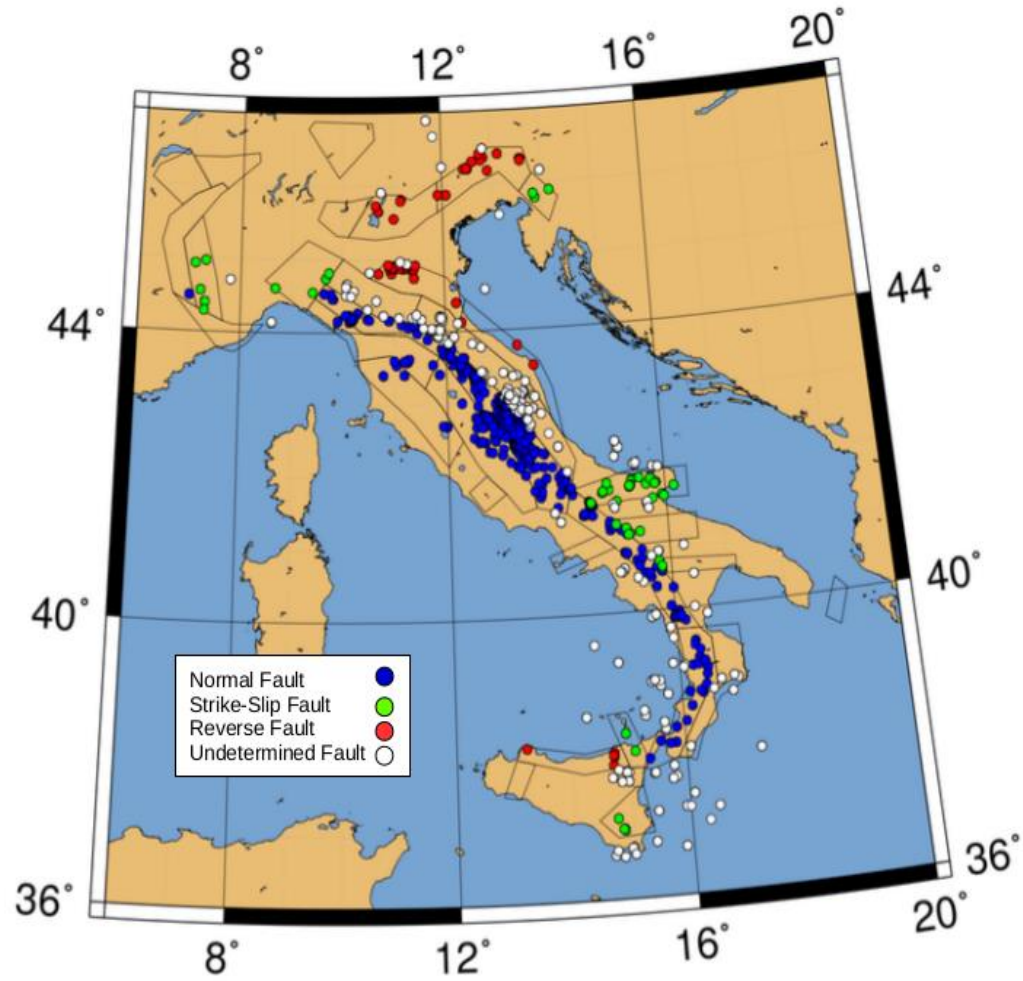 8° 12° 16° 20°
44° 44°
40° 40°
Normal Fault
Strike-Slip Fault
Reverse Fault
Undetermined Fault
36° 36°
8° 12° 16° 20°